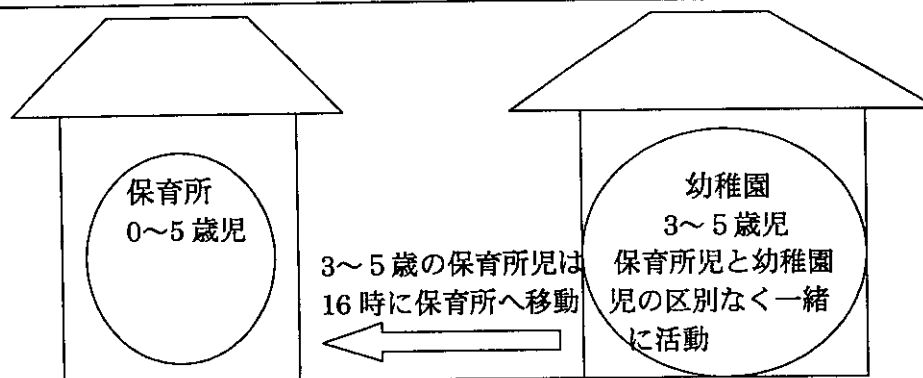 保育所
0〜5 歳児
3〜5 歳の保育所児は
16 時に保育所へ移動
幼稚園
3〜5 歳児
保育所児と幼稚園
児の区別なく一緒
に活動